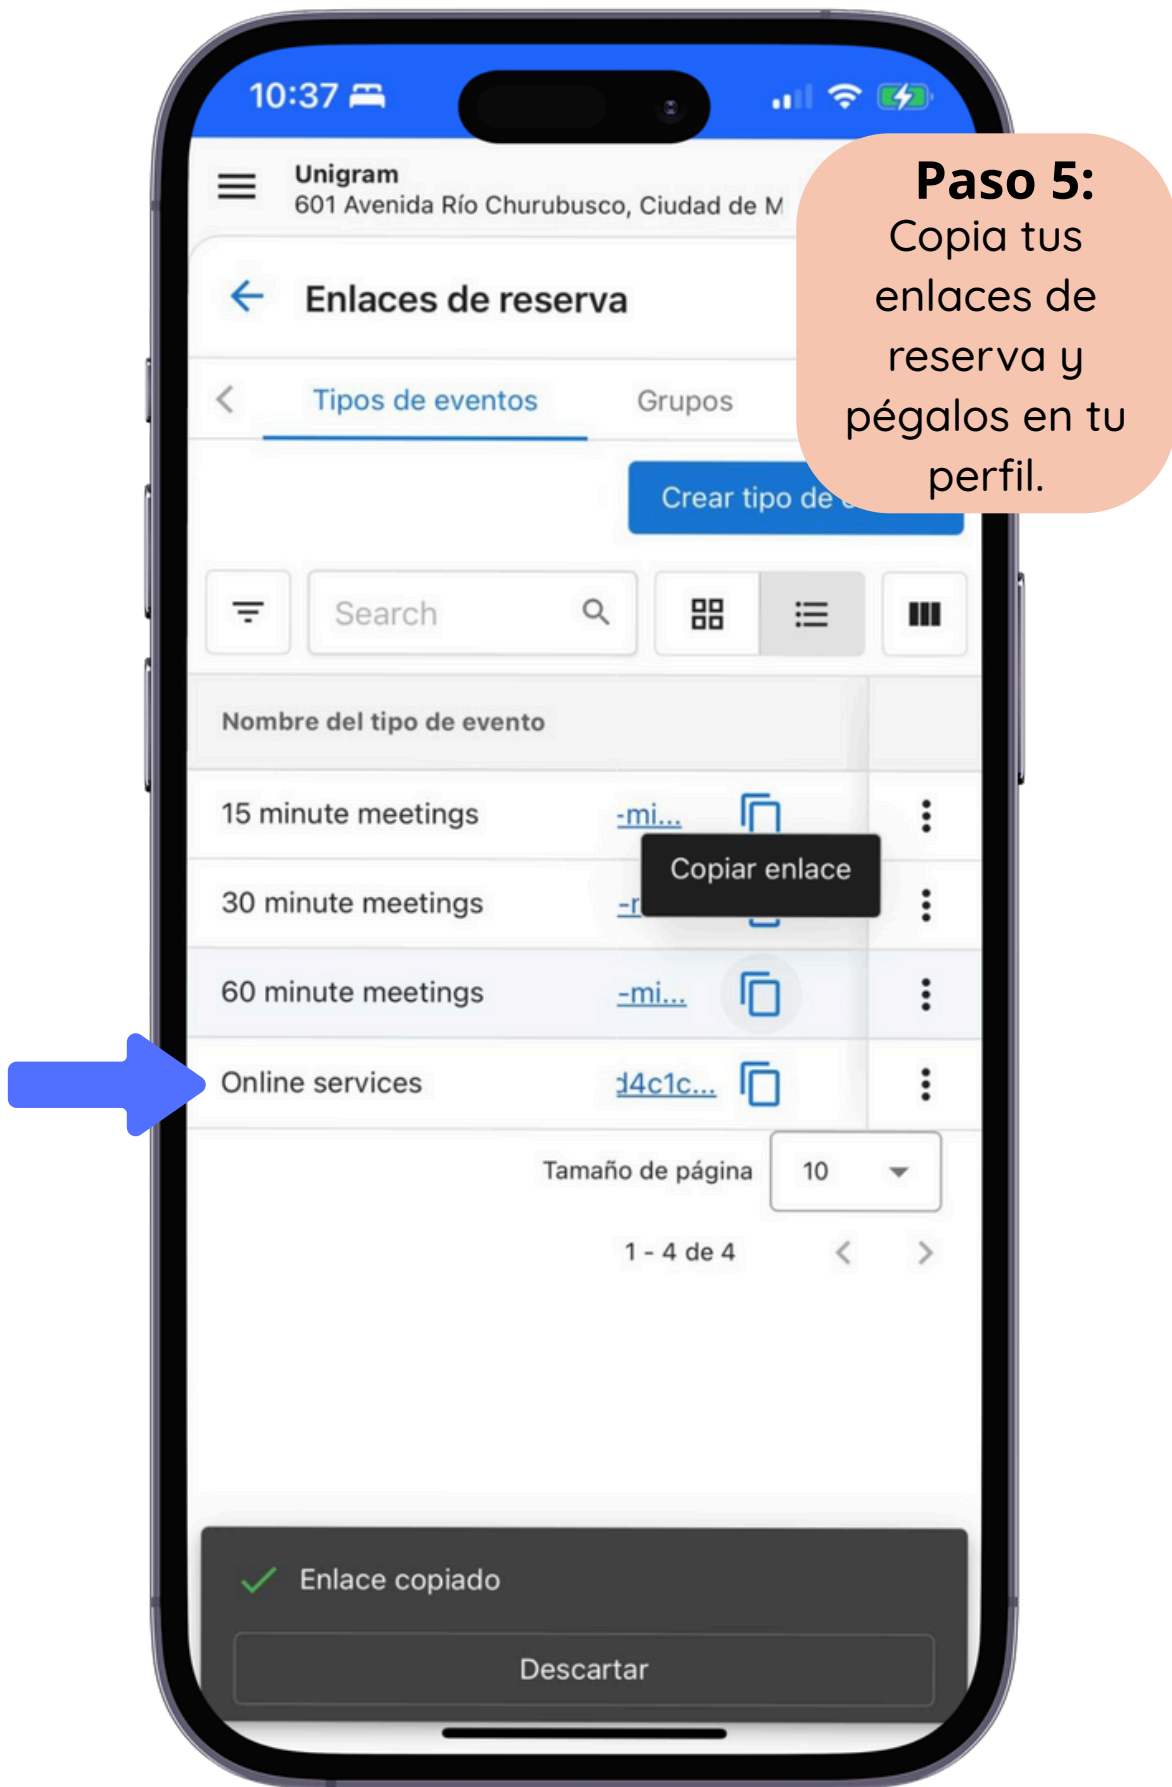 10:37
Unigram
601 Avenida Río Churubusco, Ciudad de M
Paso 5:
Copia tus
enlaces de
reserva y
pégalos en tu
perfil.
Enlaces de reserva
Tipos de eventos Grupos
Crear tipo de
Search
Nombre del tipo de evento
15 minute meetings -mi...
Copiar enlace
30 minute meetings
60 minute meetings -mi...
Online services d4c1c...
Tamaño de página 10
1 - 4 de 4
Enlace copiado
Descartar